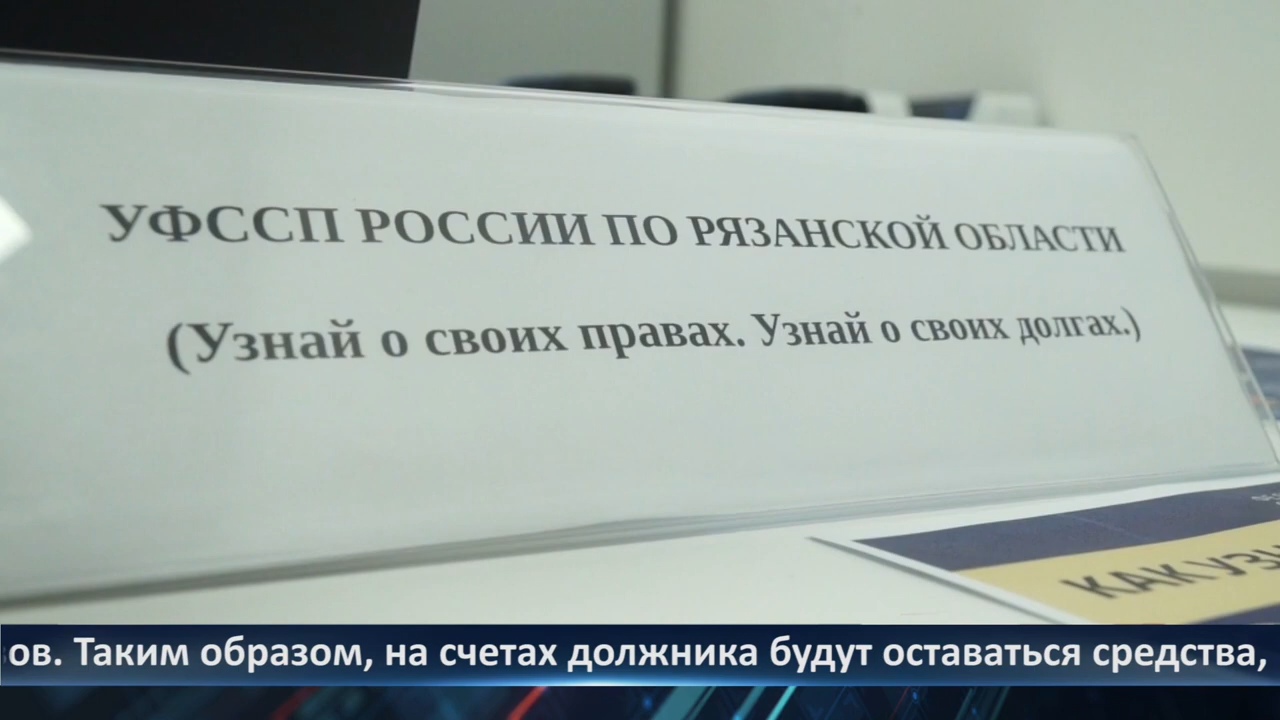 УФССП РОССИИ ПО РЯЗАНСКОЙ ОБЛАСТИ
(Узнай о своих правах. Узнай о своих долгах.)
КАК
ов. Таким образом, на счетах должника будут оставаться средства,